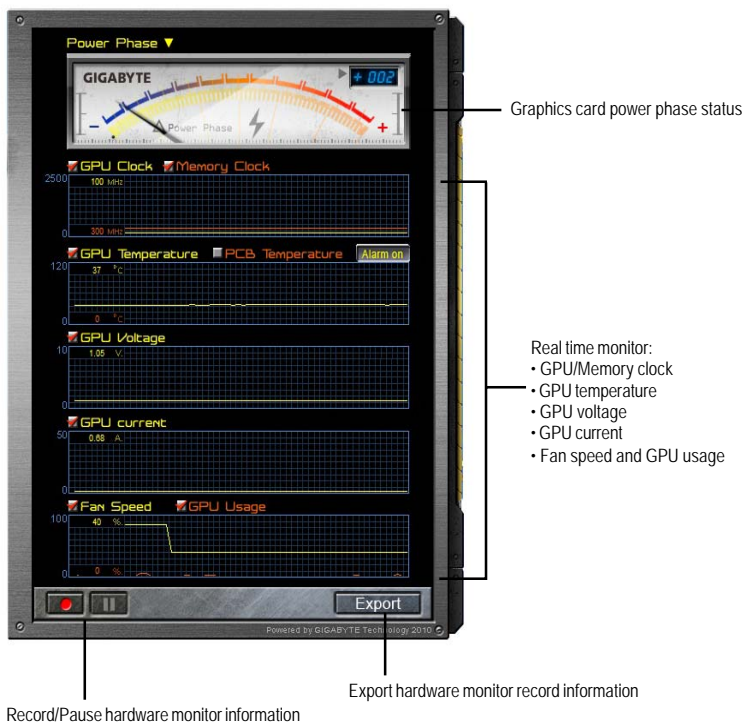 Power Phase ▼
GIGABYTE
+ 002
Power Phase
− +
Graphics card power phase status
GPU Clock Memory Clock
2500
100 MHz
300 MHz
0
GPU Temperature PCB Temperature Alarm on
120
37 °C
0 °C
0
GPU Voltage
10
1.05 V.
0
GPU current
50
0.68 A.
0
Fan Speed GPU Usage
100
40 %.
0 %.
0
Real time monitor:
• GPU/Memory clock
• GPU temperature
• GPU voltage
• GPU current
• Fan speed and GPU usage
Export
Powered by GIGABYTE Technology 2010
Export hardware monitor record information
Record/Pause hardware monitor information